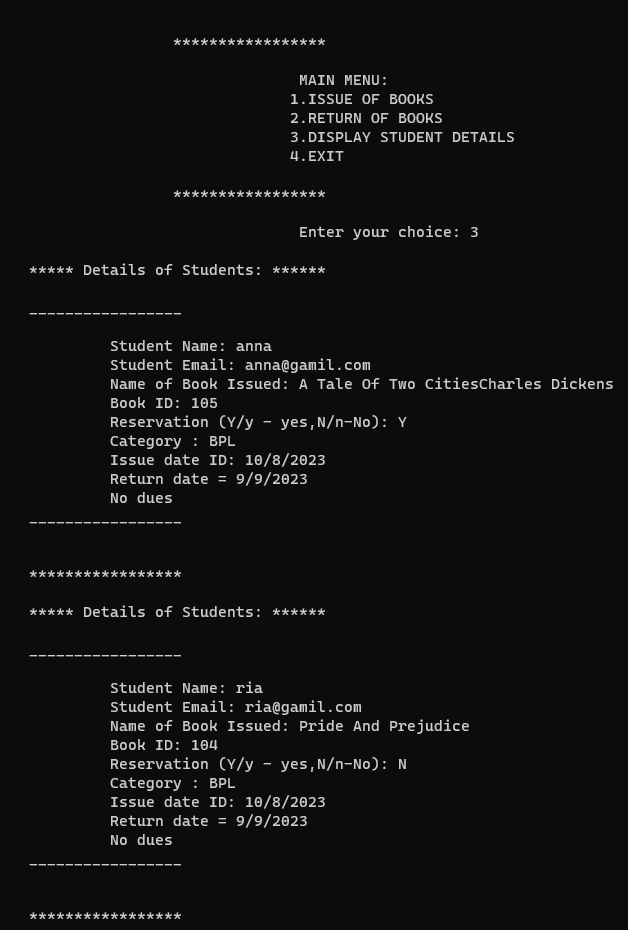 *****************
MAIN MENU:
1.ISSUE OF BOOKS
2.RETURN OF BOOKS
3.DISPLAY STUDENT DETAILS
4.EXIT
*****************
Enter your choice: 3
***** Details of Students: ******
_________________
Student Name: anna
Student Email: anna@gamil.com
Name of Book Issued: A Tale Of Two CitiesCharles Dickens
Book ID: 105
Reservation (Y/y - yes,N/n-No): Y
Category : BPL
Issue date ID: 10/8/2023
Return date = 9/9/2023
No dues
_________________
*****************
***** Details of Students: ******
_________________
Student Name: ria
Student Email: ria@gamil.com
Name of Book Issued: Pride And Prejudice
Book ID: 104
Reservation (Y/y - yes,N/n-No): N
Category : BPL
Issue date ID: 10/8/2023
Return date = 9/9/2023
No dues
_________________
*****************